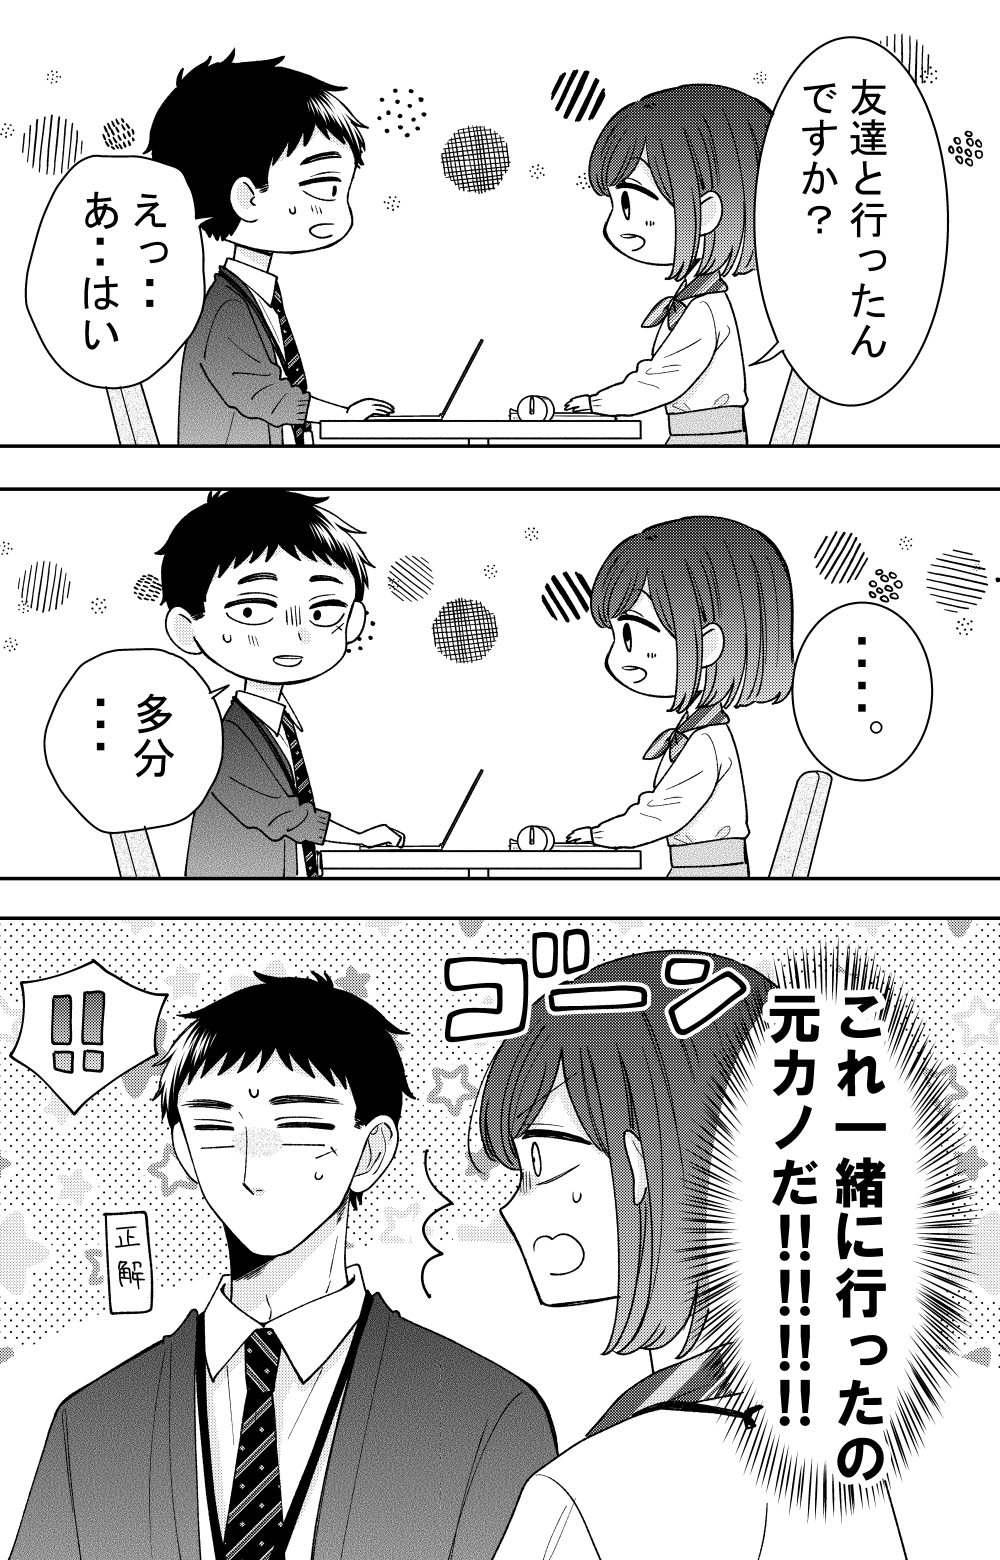 友達と行ったん
ですか?
えっ・・・
あ・・はい
・・・・。
多分
・・・
ゴーン
これ一緒に行ったの
元カノだ!!!!!!!!
!!
正解